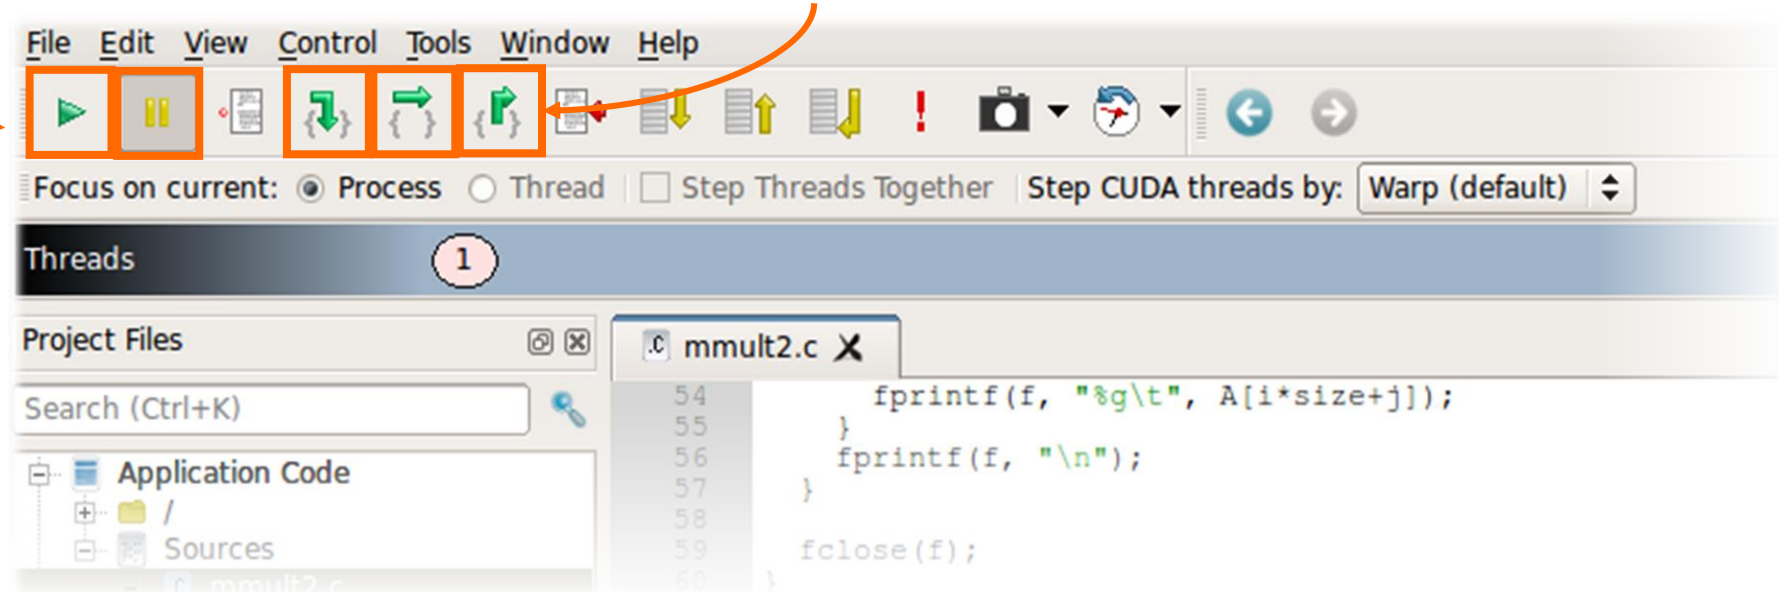 File Edit View Control Tools Window Help
Focus on current: Process Thread Step Threads Together Step CUDA threads by: Warp (default)
Threads 1
Project Files
mmult2.c
Search (Ctrl+K)
Application Code
/
Sources
mmult2.c
54 fprintf(f, "%g\t", A[i*size+j]);
55 }
56 fprintf(f, "\n");
57 }
58
59 fclose(f);
60 }